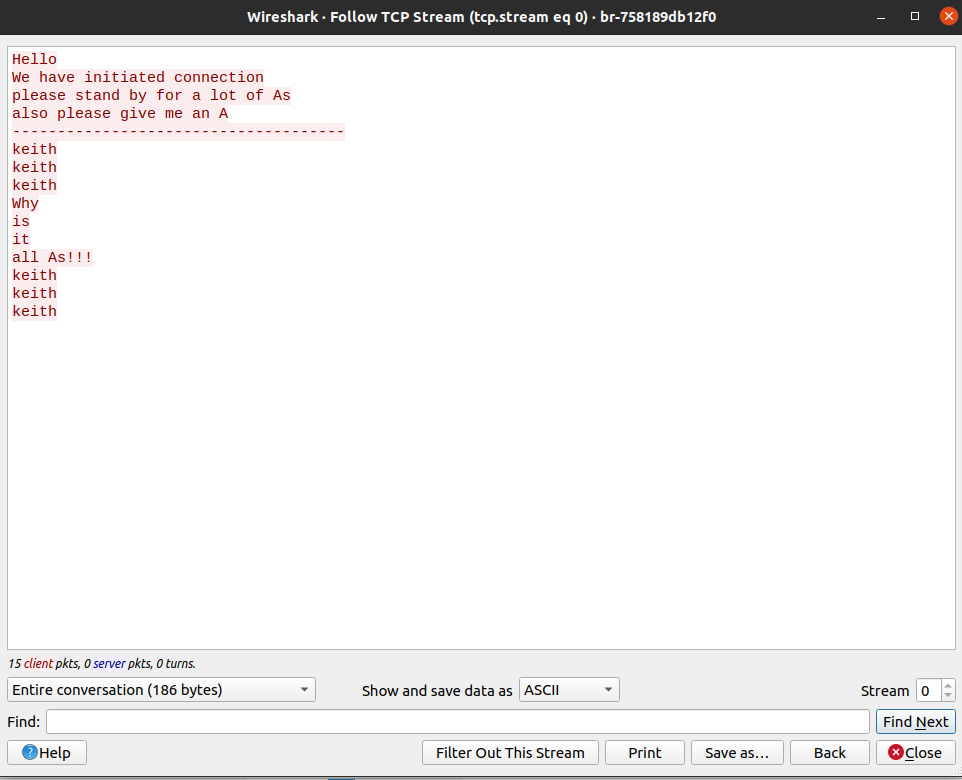 Wireshark · Follow TCP Stream (tcp.stream eq 0) · br-758189db12f0
Hello
We have initiated connection
please stand by for a lot of As
also please give me an A
-------------------------------------
keith
keith
keith
Why
is
it
all As!!!
keith
keith
keith
15 client pkts, 0 server pkts, 0 turns.
Entire conversation (186 bytes) Show and save data as ASCII Stream 0
Find: Find Next
Help Filter Out This Stream Print Save as… Back Close